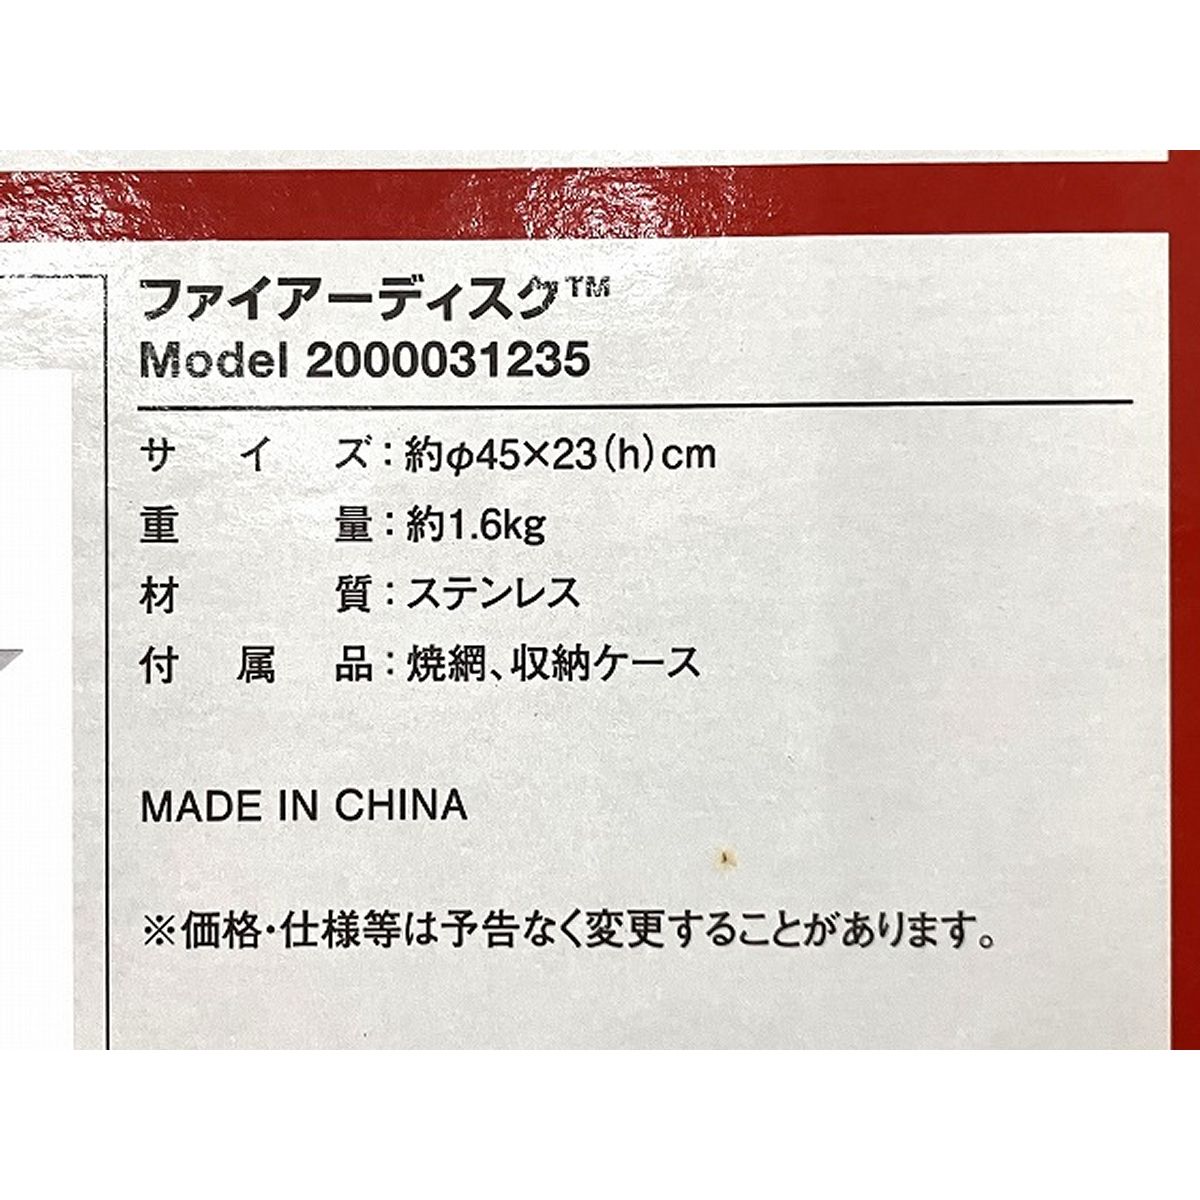 ファイアーディスク™
Model 2000031235
サイズ：約φ45×23(h)cm
重量：約1.6kg
材質：ステンレス
付属品：焼網、収納ケース
MADE IN CHINA
※価格・仕様等は予告なく変更することがあります。